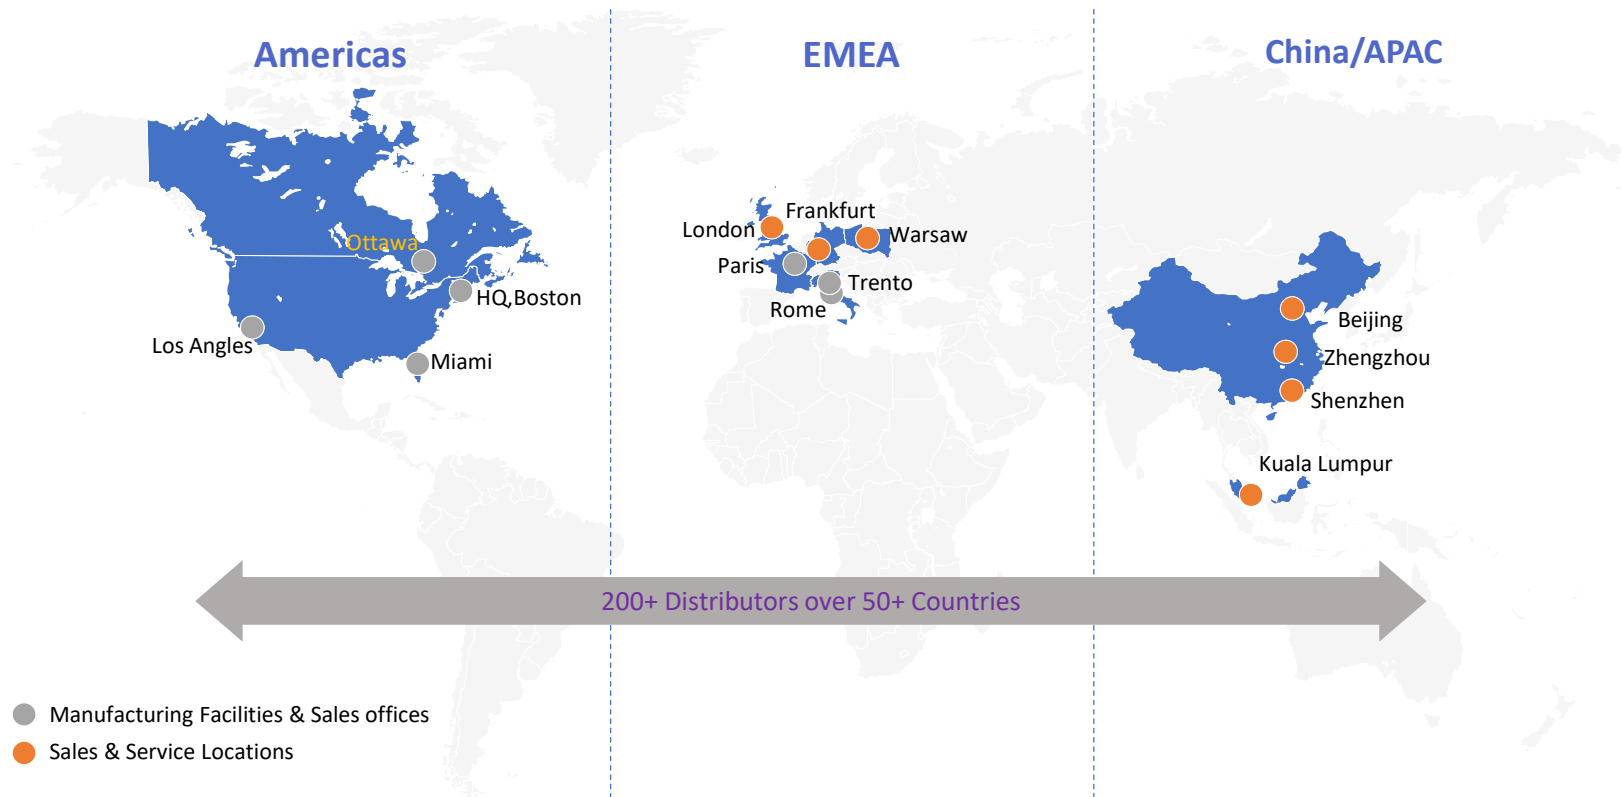 Americas
EMEA
China/APAC
Ottawa
HQ,Boston
Los Angles
Miami
Frankfurt
London
Warsaw
Paris
Trento
Rome
Beijing
Zhengzhou
Shenzhen
Kuala Lumpur
200+ Distributors over 50+ Countries
Manufacturing Facilities & Sales offices
Sales & Service Locations